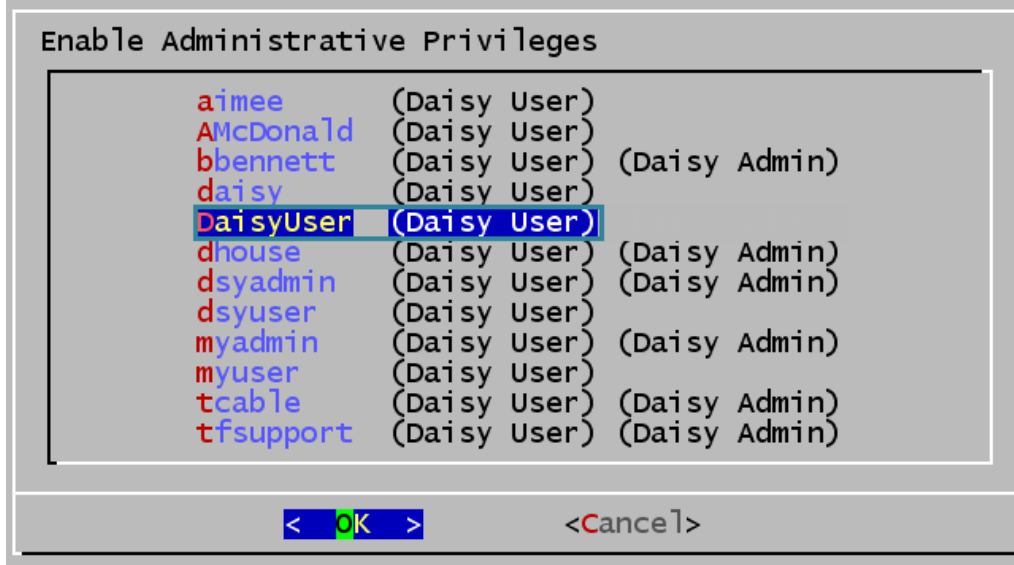 Enable Administrative Privileges
aimee (Daisy User)
AMcDonald (Daisy User)
bbennett (Daisy User) (Daisy Admin)
daisy (Daisy User)
DaisyUser (Daisy User)
dhouse (Daisy User) (Daisy Admin)
dsyadmin (Daisy User) (Daisy Admin)
dsyuser (Daisy User)
myadmin (Daisy User) (Daisy Admin)
myuser (Daisy User)
tcable (Daisy User) (Daisy Admin)
tfsupport (Daisy User) (Daisy Admin)
< OK > <Cancel>